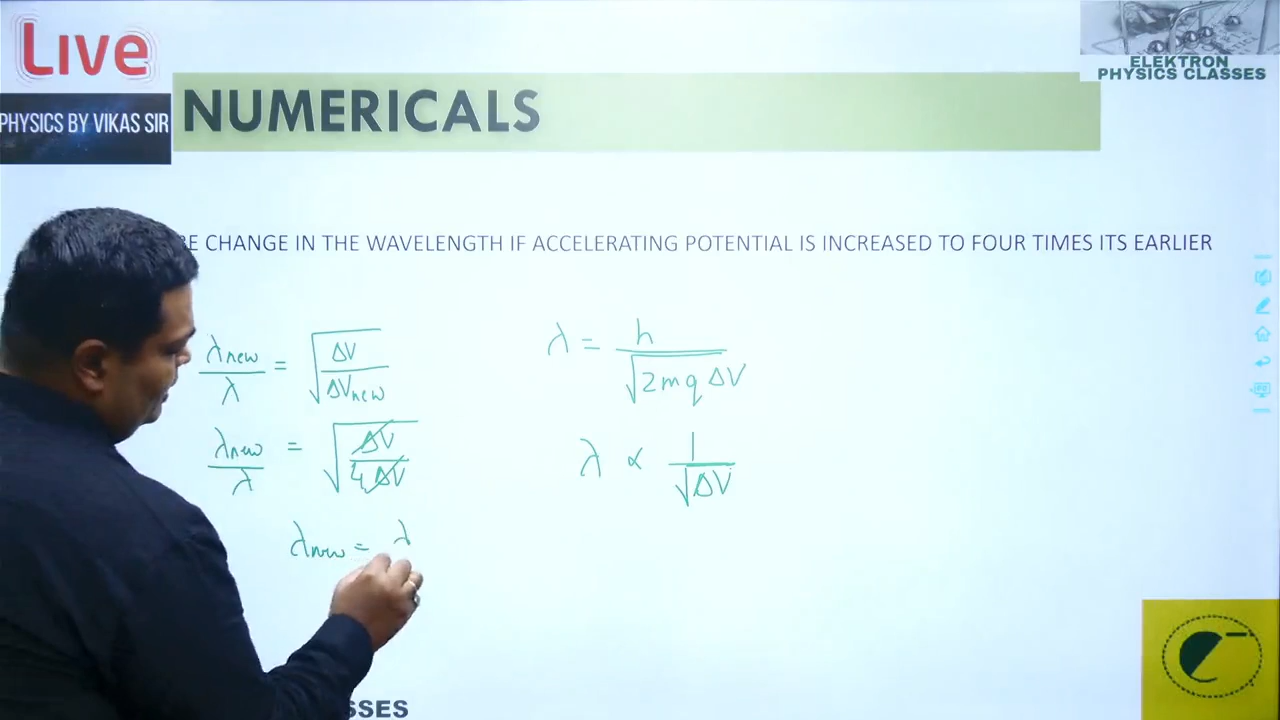 LIVE
ELEKTRON
PHYSICS CLASSES
PHYSICS BY VIKAS SIR
NUMERICALS
BE CHANGE IN THE WAVELENGTH IF ACCELERATING POTENTIAL IS INCREASED TO FOUR TIMES ITS EARLIER
λnew / λ = √(ΔV / ΔVnew)
λ = h / √(2mqΔV)
λnew / λ = √(ΔV / 4ΔV)
λ ∝ 1 / √ΔV
λnew = λ
SSES